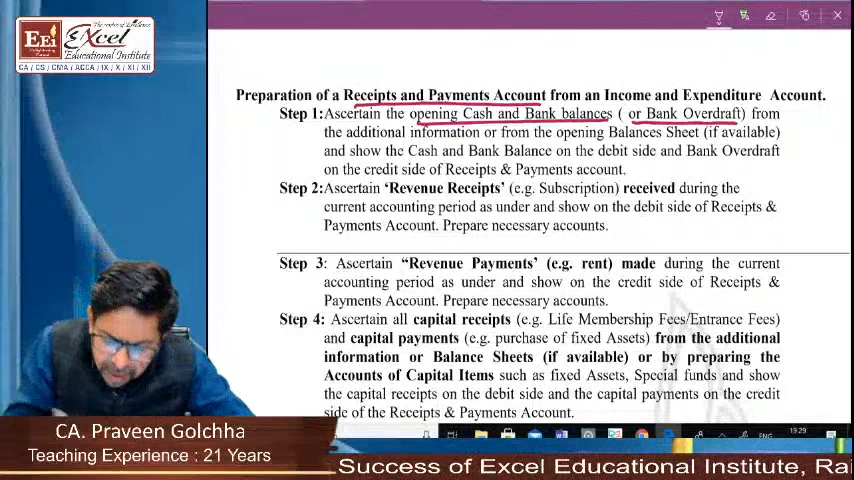 The centre of Excellence
EEi
Excel
Educational Institute
CA / CS / CMA / ACCA / IX / X / XI / XII
Preparation of a Receipts and Payments Account from an Income and Expenditure Account.
Step 1:Ascertain the opening Cash and Bank balances ( or Bank Overdraft) from
the additional information or from the opening Balances Sheet (if available)
and show the Cash and Bank Balance on the debit side and Bank Overdraft
on the credit side of Receipts & Payments account.
Step 2:Ascertain ‘Revenue Receipts’ (e.g. Subscription) received during the
current accounting period as under and show on the debit side of Receipts &
Payments Account. Prepare necessary accounts.
Step 3: Ascertain “Revenue Payments’ (e.g. rent) made during the current
accounting period as under and show on the credit side of Receipts &
Payments Account. Prepare necessary accounts.
Step 4: Ascertain all capital receipts (e.g. Life Membership Fees/Entrance Fees)
and capital payments (e.g. purchase of fixed Assets) from the additional
information or Balance Sheets (if available) or by preparing the
Accounts of Capital Items such as fixed Assets, Special funds and show
the capital receipts on the debit side and the capital payments on the credit
side of the Receipts & Payments Account.
ENG
19:29
CA. Praveen Golchha
Teaching Experience : 21 Years
Success of Excel Educational Institute, Rai